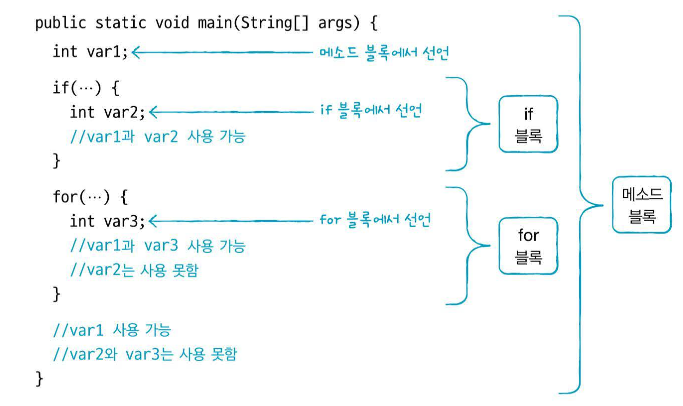 public static void main(String[] args) {
int var1; 메소드 블록에서 선언
if(…) {
int var2; if 블록에서 선언
//var1과 var2 사용 가능
}
if
블록
for(…) {
int var3; for 블록에서 선언
//var1과 var3 사용 가능
//var2는 사용 못함
}
for
블록
메소드
블록
//var1 사용 가능
//var2와 var3는 사용 못함
}